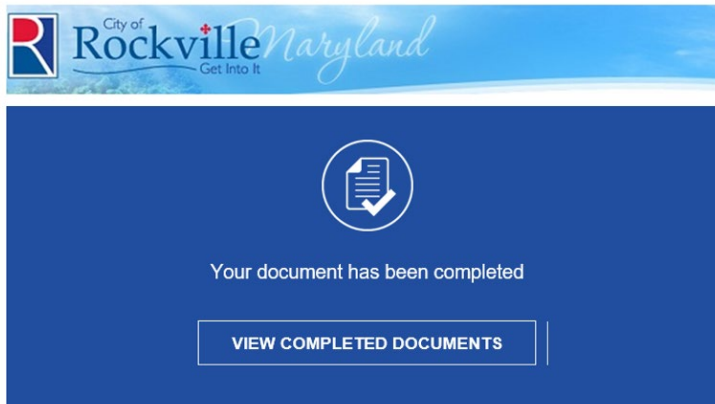 City of
Rockville Maryland
Get Into It
Your document has been completed
VIEW COMPLETED DOCUMENTS